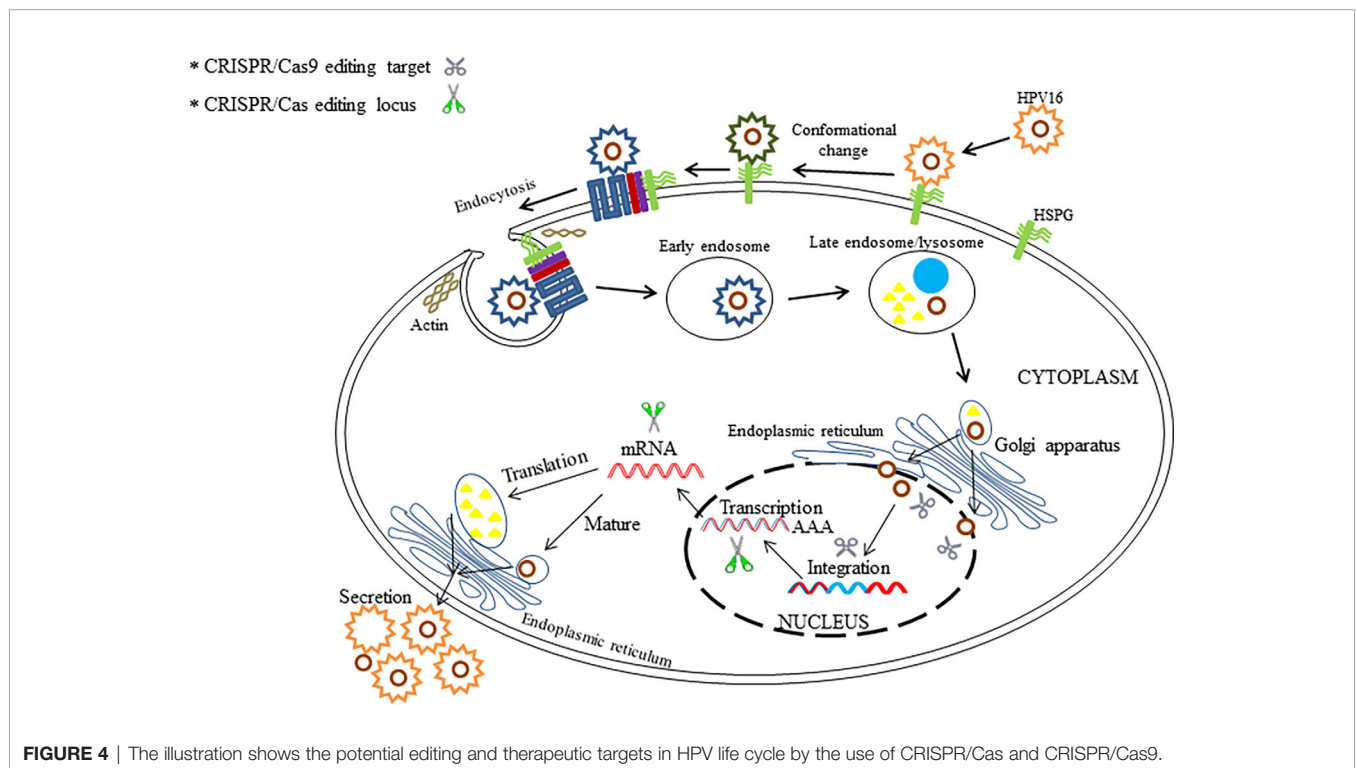 * CRISPR/Cas9 editing target
* CRISPR/Cas editing locus
HPV16
Conformational
change
Endocytosis
HSPG
Early endosome
Late endosome/lysosome
Actin
CYTOPLASM
Endoplasmic reticulum
Golgi apparatus
mRNA
Translation
Transcription
AAA
Mature
Integration
NUCLEUS
Secretion
Endoplasmic reticulum
FIGURE 4 | The illustration shows the potential editing and therapeutic targets in HPV life cycle by the use of CRISPR/Cas and CRISPR/Cas9.